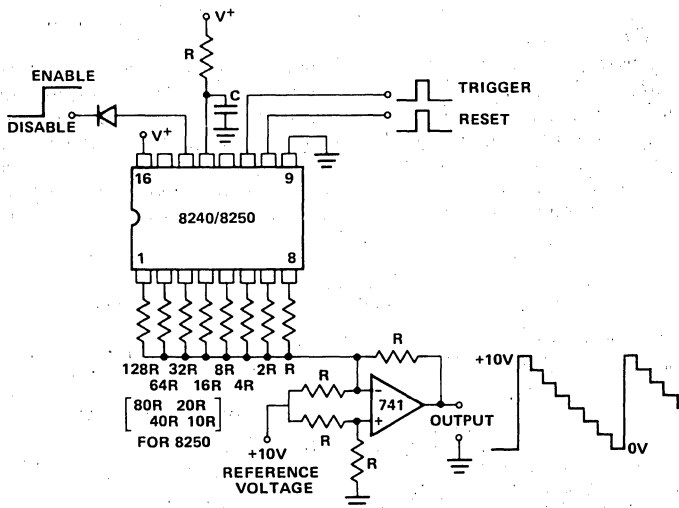 V+
R
C
ENABLE
DISABLE
V+
TRIGGER
RESET
16 9
8240/8250
1 8
128R 32R 8R 2R R
64R 16R 4R
[80R 20R
40R 10R]
FOR 8250
R
R
R
R
-
+
741
OUTPUT
+10V
REFERENCE
VOLTAGE
+10V
0V